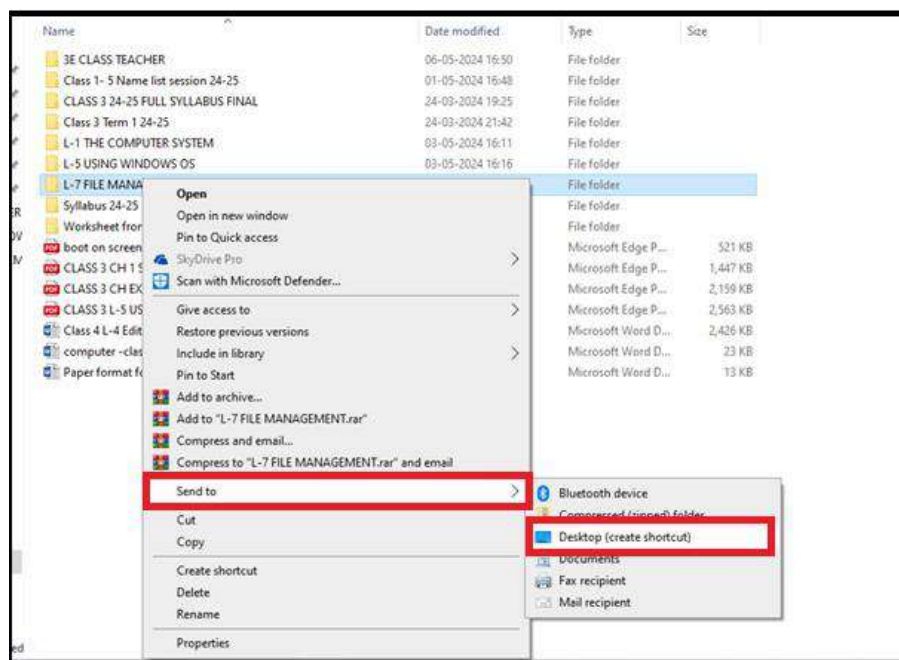 Name Date modified Type Size
3E CLASS TEACHER 06-05-2024 16:50 File folder
Class 1- 5 Name list session 24-25 01-05-2024 16:48 File folder
CLASS 3 24-25 FULL SYLLABUS FINAL 24-03-2024 19:25 File folder
Class 3 Term 1 24-25 24-03-2024 21:42 File folder
L-1 THE COMPUTER SYSTEM 03-05-2024 16:11 File folder
L-5 USING WINDOWS OS 03-05-2024 16:16 File folder
L-7 FILE MANA File folder
Syllabus 24-25 File folder
Worksheet fror File folder
boot on screen Microsoft Edge P... 521 KB
CLASS 3 CH 1 S Microsoft Edge P... 1,447 KB
CLASS 3 CH EX Microsoft Edge P... 2,159 KB
CLASS 3 L-5 US Microsoft Edge P... 2,563 KB
Class 4 L-4 Edit Microsoft Word D... 2,426 KB
computer -clas Microsoft Word D... 23 KB
Paper format fo Microsoft Word D... 13 KB
Open
Open in new window
Pin to Quick access
SkyDrive Pro
Scan with Microsoft Defender...
Give access to
Restore previous versions
Include in library
Pin to Start
Add to archive...
Add to "L-7 FILE MANAGEMENT.rar"
Compress and email...
Compress to "L-7 FILE MANAGEMENT.rar" and email
Send to
Cut
Copy
Create shortcut
Delete
Rename
Properties
Bluetooth device
Compressed (zipped) folder
Desktop (create shortcut)
Documents
Fax recipient
Mail recipient